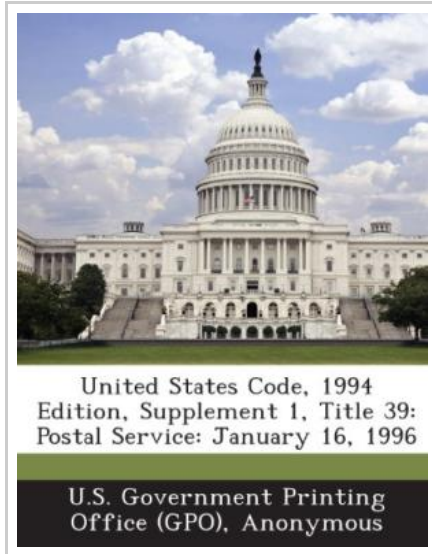 United States Code, 1994
Edition, Supplement 1, Title 39:
Postal Service: January 16, 1996
U.S. Government Printing
Office (GPO), Anonymous